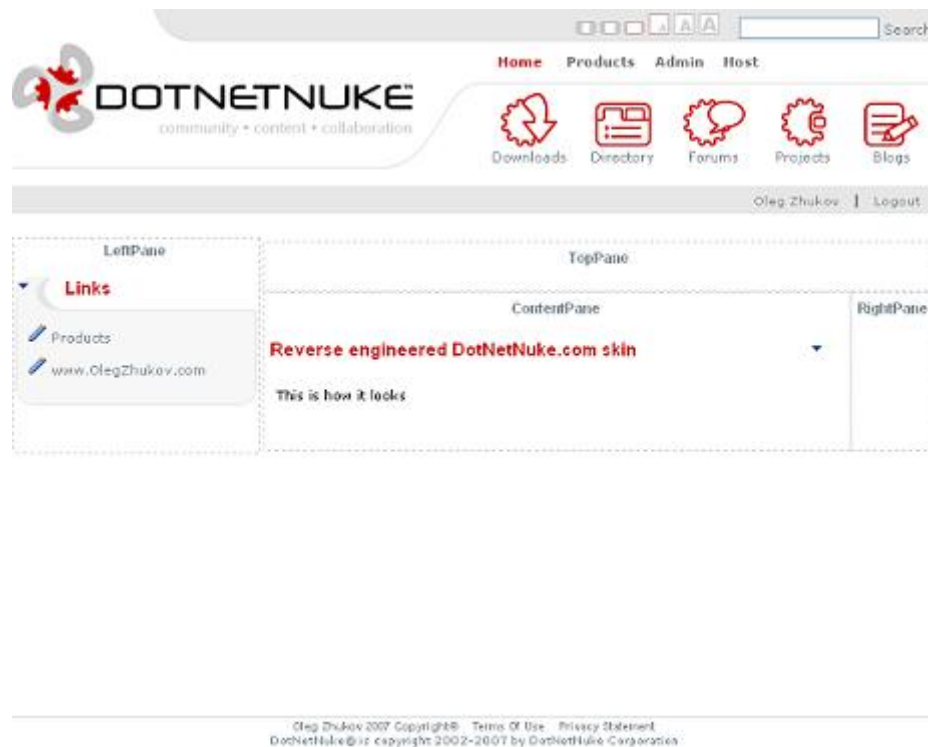 A A A Search
Home Products Admin Host
DOTNETNUKE
community • content • collaboration
Downloads Directory Forums Projects Blogs
Oleg Zhukov | Logout
LeftPane
TopPane
Links
ContentPane
RightPane
Products
Reverse engineered DotNetNuke.com skin
www.OlegZhukov.com
This is how it looks
Oleg Zhukov 2007 Copyright® Terms Of Use Privacy Statement
DotNetNuke® is copyright 2002-2007 by DotNetNuke Corporation